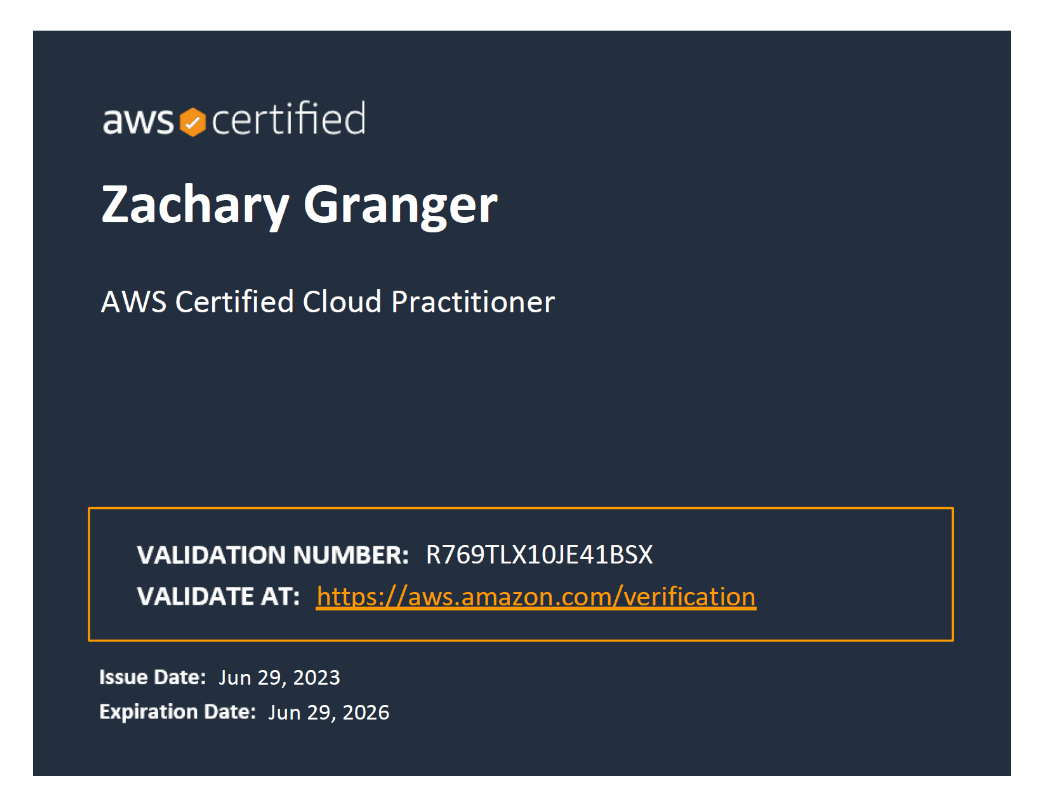 aws certified
Zachary Granger
AWS Certified Cloud Practitioner
VALIDATION NUMBER: R769TLX10JE41BSX
VALIDATE AT: https://aws.amazon.com/verification
Issue Date: Jun 29, 2023
Expiration Date: Jun 29, 2026